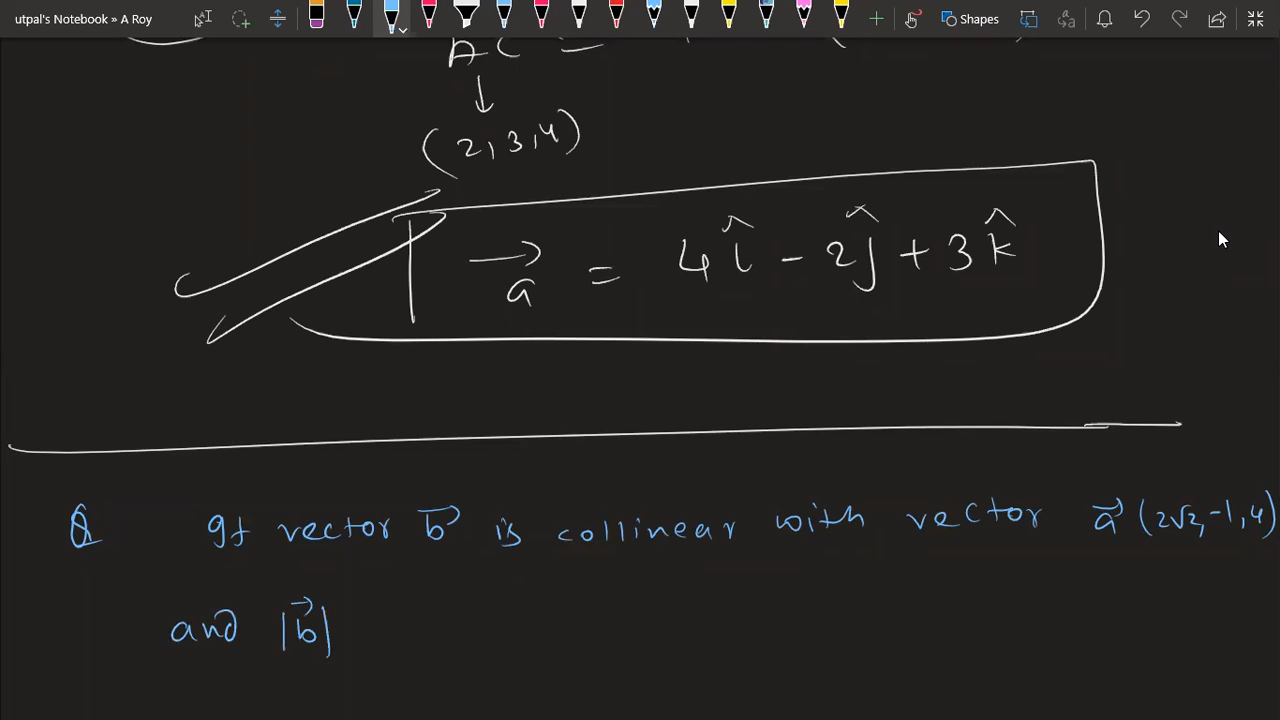 utpal's Notebook » A Roy
Shapes
AC =
(2,3,4)
→a = 4î - 2ĵ + 3k̂
Q If vector b⃗ is collinear with vector a⃗ (2√2, -1, 4)
and |b⃗|